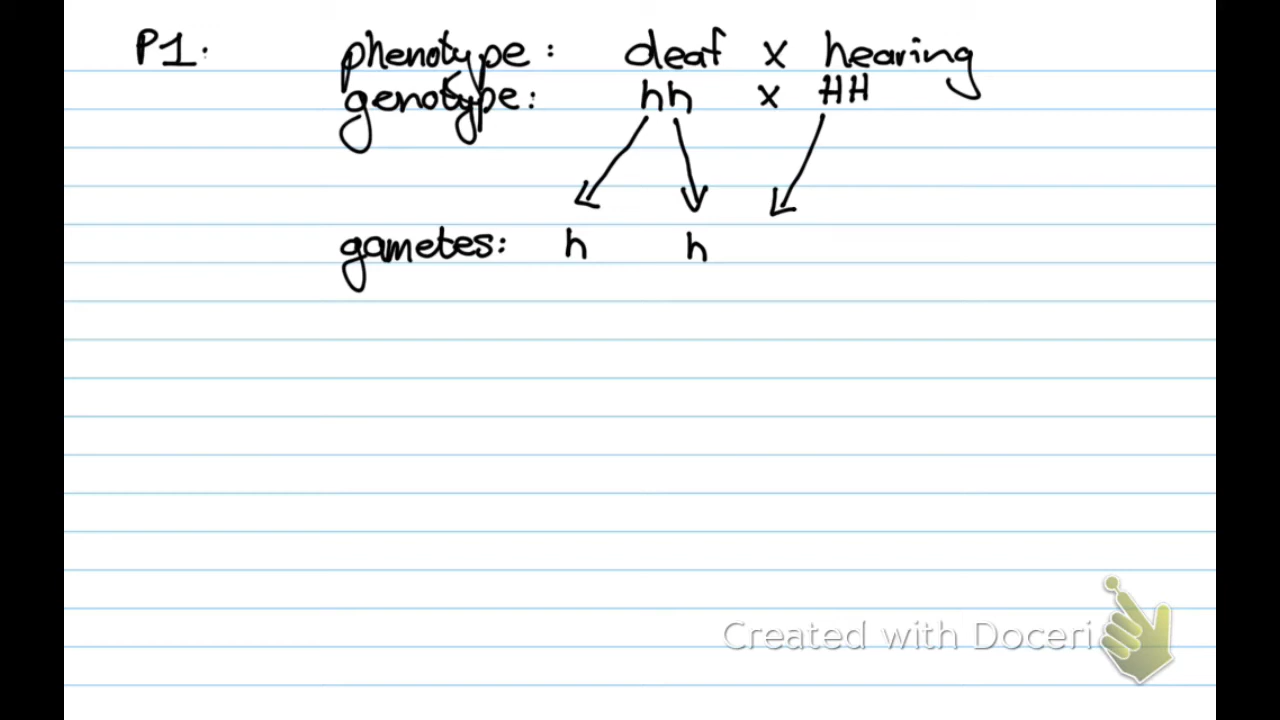 P1: phenotype: deaf x hearing
genotype: hh x HH
gametes: h h
Created with Doceri